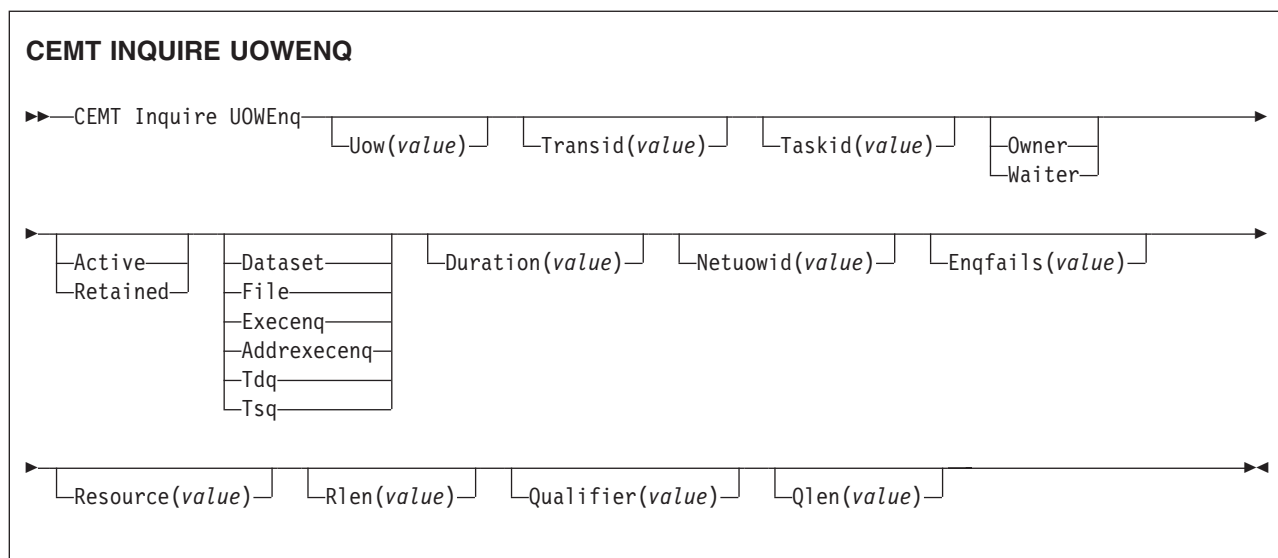 CEMT INQUIRE UOWENQ
CEMT Inquire UOWEnq
Uow(value) Transid(value) Taskid(value) Owner
Waiter
Active Dataset Duration(value) Netuowid(value) Enqfails(value)
Retained File
Execenq
Addrexecenq
Tdq
Tsq
Resource(value) Rlen(value) Qualifier(value) Qlen(value)